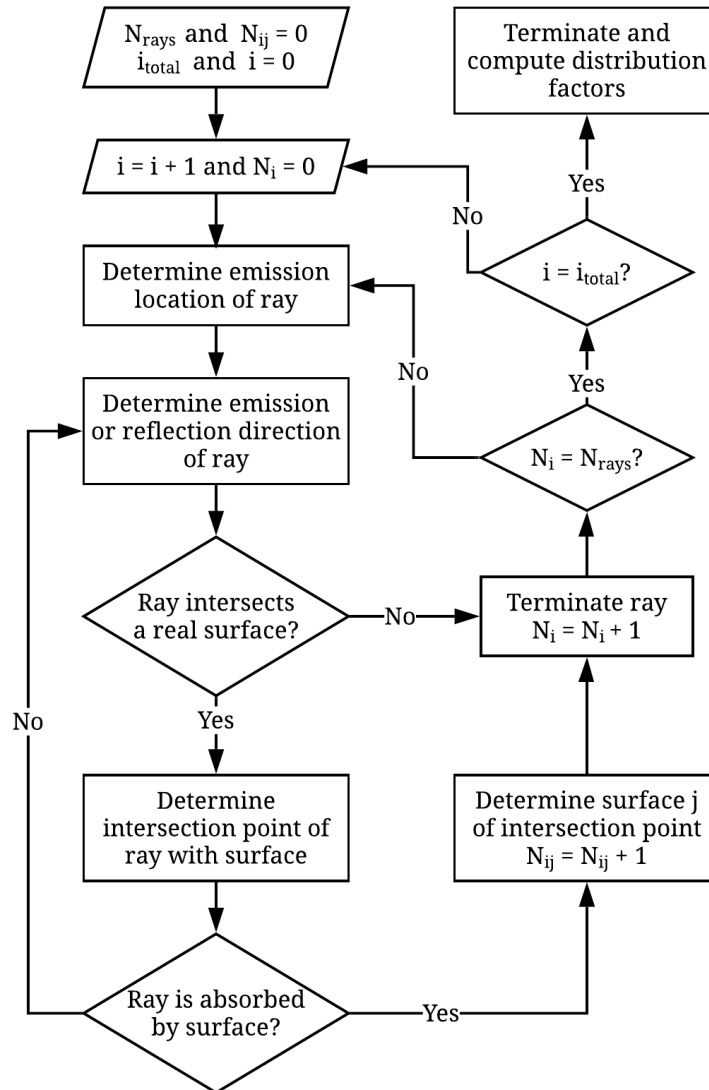 N_rays and N_ij = 0
i_total and i = 0
i = i + 1 and N_i = 0
Determine emission
location of ray
Determine emission
or reflection direction
of ray
Ray intersects
a real surface?
No
Yes
Determine
intersection point of
ray with surface
Ray is absorbed
by surface?
No
Yes
Determine surface j
of intersection point
N_ij = N_ij + 1
Terminate ray
N_i = N_i + 1
N_i = N_rays?
No
Yes
i = i_total?
No
Yes
Terminate and
compute distribution
factors